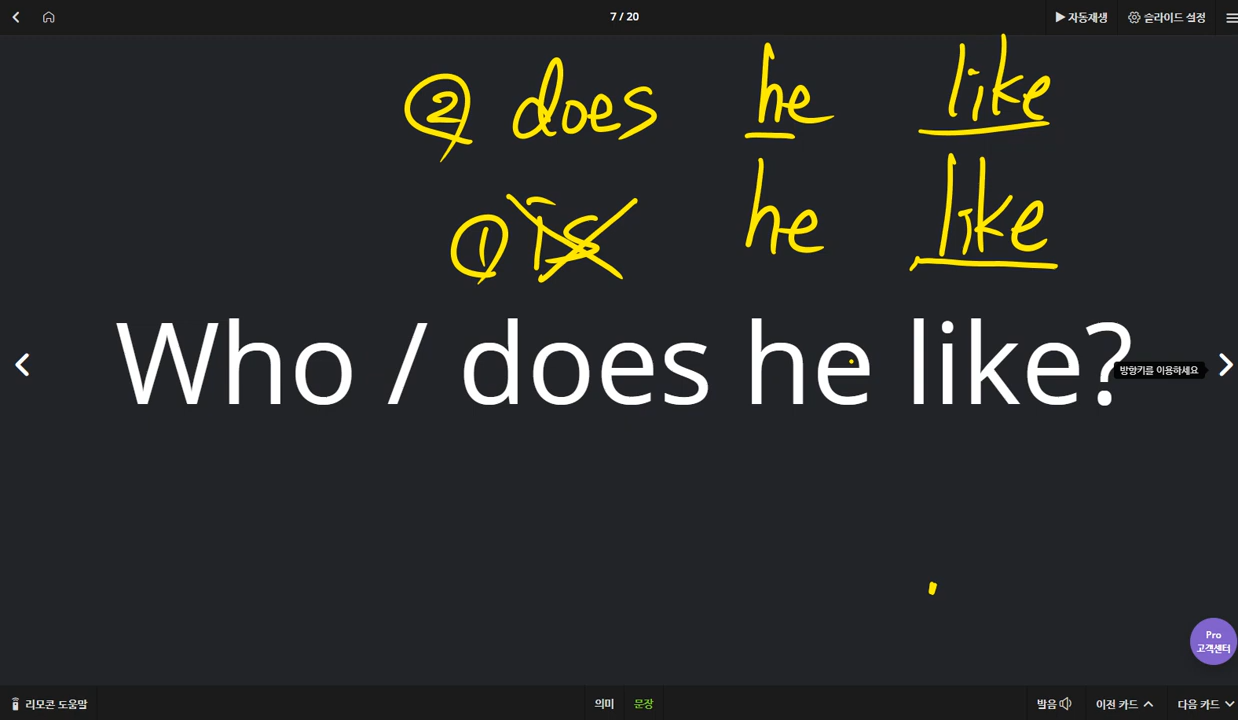 7 / 20
▶ 자동재생
슬라이드 설정
② does he like
① is he like
Who / does he like?
방향키를 이용하세요
Pro
고객센터
리모콘 도움말
의미
문장
발음
이전 카드
다음 카드